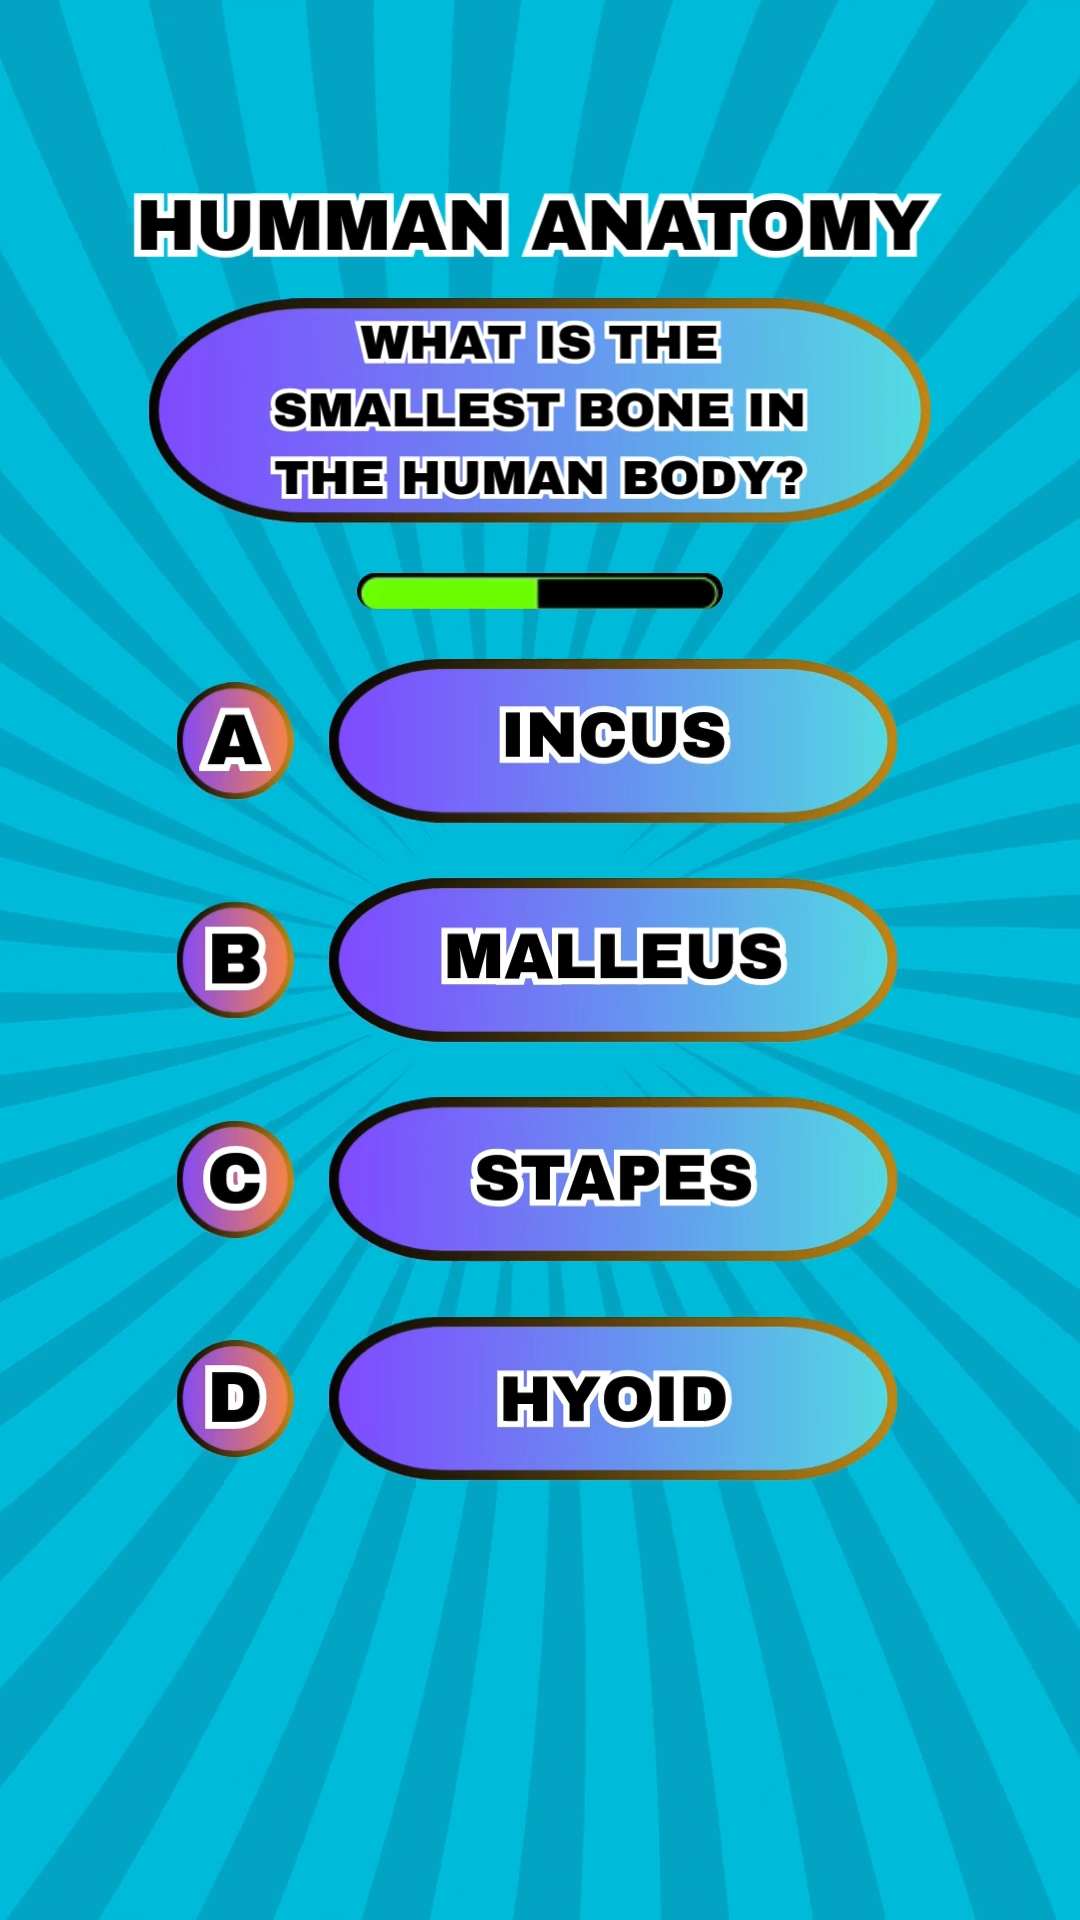 HUMMAN ANATOMY
WHAT IS THE
SMALLEST BONE IN
THE HUMAN BODY?
A INCUS
B MALLEUS
C STAPES
D HYOID